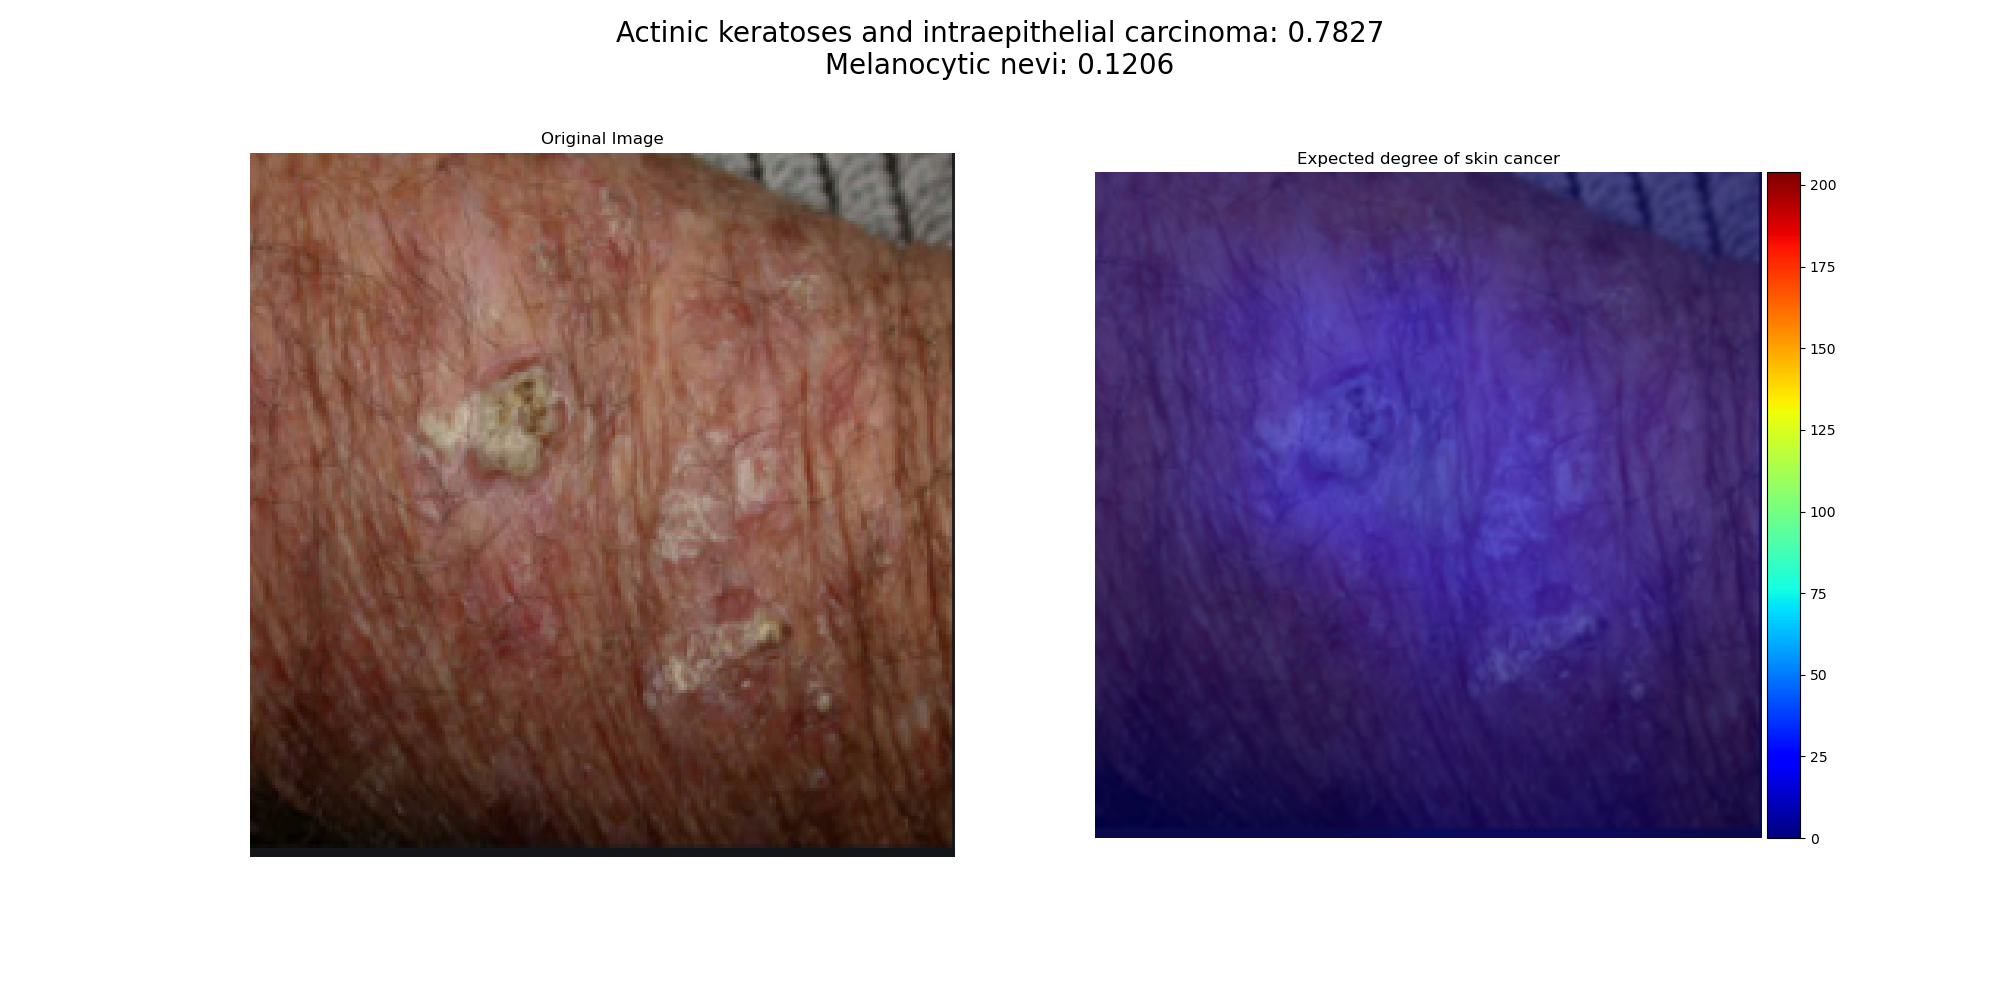 Actinic keratoses and intraepithelial carcinoma: 0.7827
Melanocytic nevi: 0.1206
Original Image
Expected degree of skin cancer
200
175
150
125
100
75
50
25
0